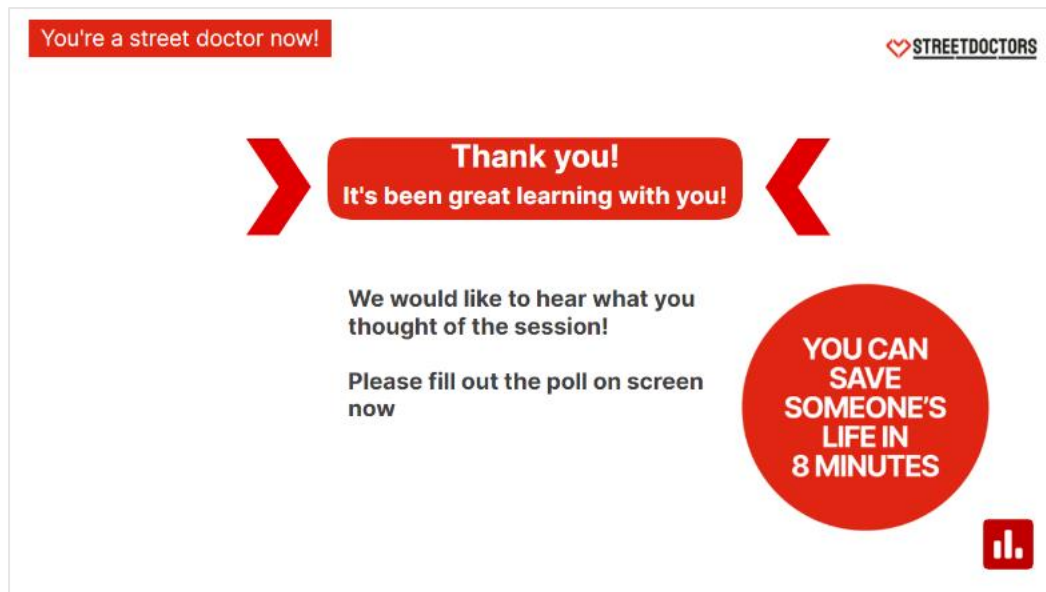 You're a street doctor now!
STREETDOCTORS
Thank you!
It's been great learning with you!
We would like to hear what you
thought of the session!
Please fill out the poll on screen
now
YOU CAN
SAVE
SOMEONE'S
LIFE IN
8 MINUTES